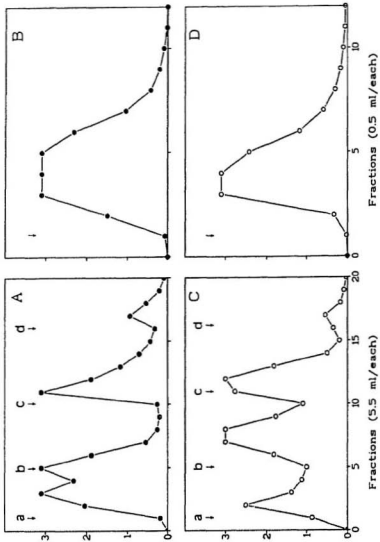 A
B
a
b
c
d
3
2
1
0
C
D
a
b
c
d
3
2
1
0
0 5 10 15 20
0 5 10
Fractions (5.5 ml/each)
Fractions (0.5 ml/each)